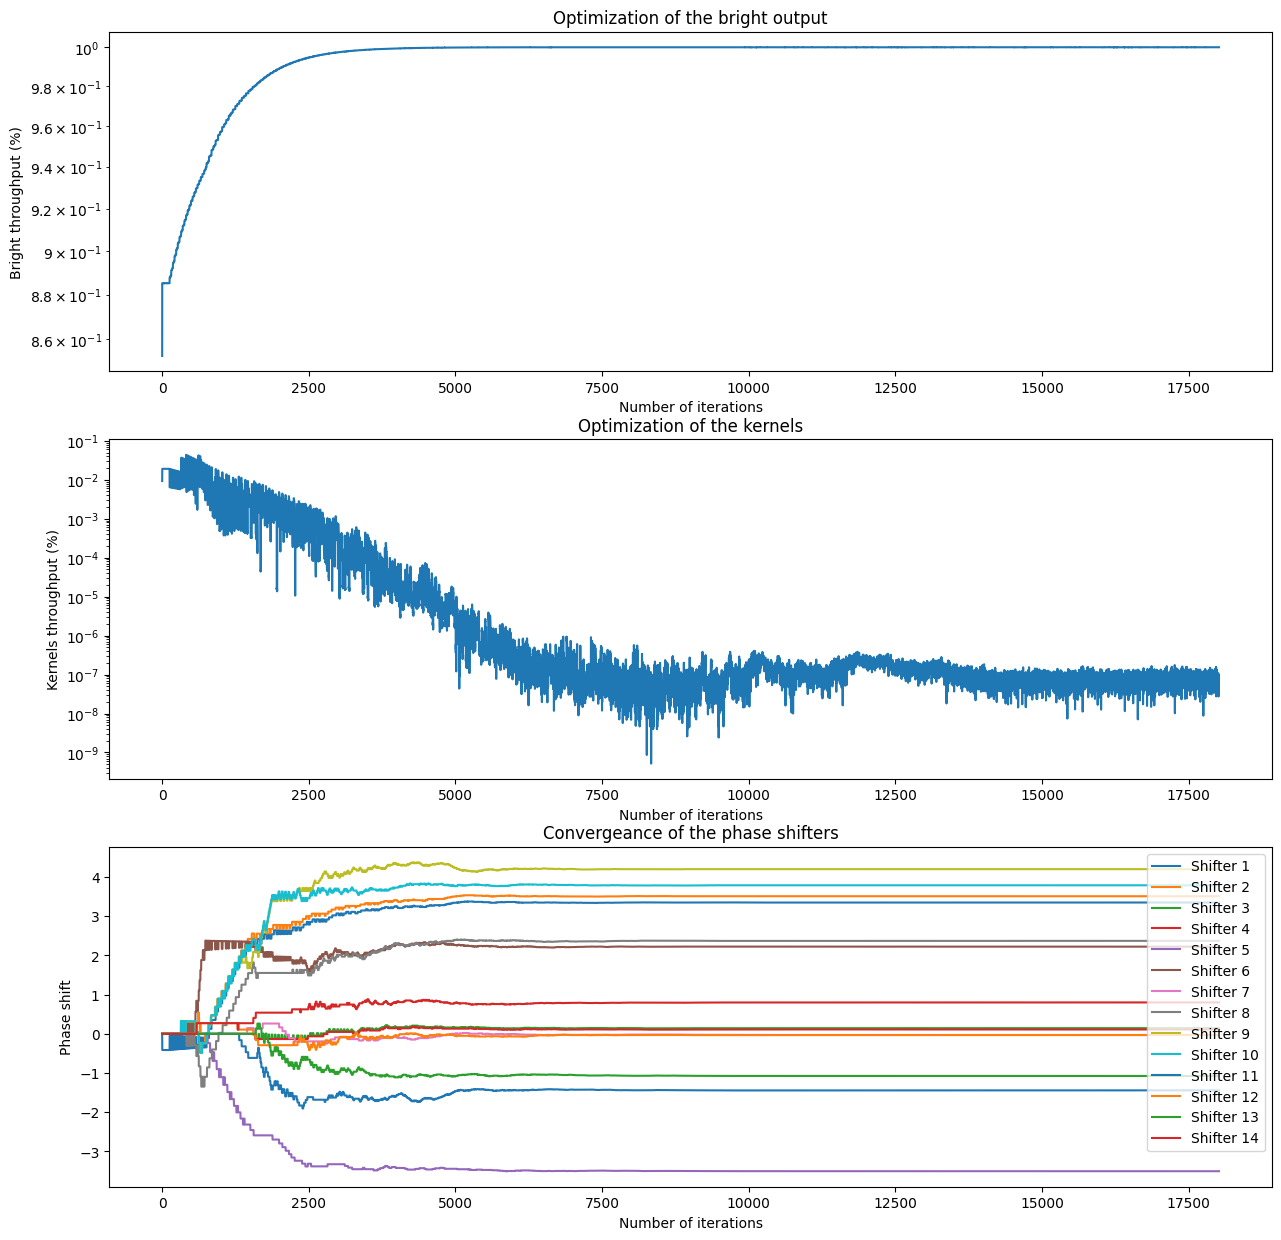 Optimization of the bright output
10⁰
9.8 × 10⁻¹
9.6 × 10⁻¹
9.4 × 10⁻¹
9.2 × 10⁻¹
9 × 10⁻¹
8.8 × 10⁻¹
8.6 × 10⁻¹
Bright throughput (%)
0 2500 5000 7500 10000 12500 15000 17500
Number of iterations
Optimization of the kernels
10⁻¹
10⁻²
10⁻³
10⁻⁴
10⁻⁵
10⁻⁶
10⁻⁷
10⁻⁸
10⁻⁹
Kernels throughput (%)
0 2500 5000 7500 10000 12500 15000 17500
Number of iterations
Convergeance of the phase shifters
4
3
2
1
0
−1
−2
−3
Phase shift
Shifter 1
Shifter 2
Shifter 3
Shifter 4
Shifter 5
Shifter 6
Shifter 7
Shifter 8
Shifter 9
Shifter 10
Shifter 11
Shifter 12
Shifter 13
Shifter 14
0 2500 5000 7500 10000 12500 15000 17500
Number of iterations